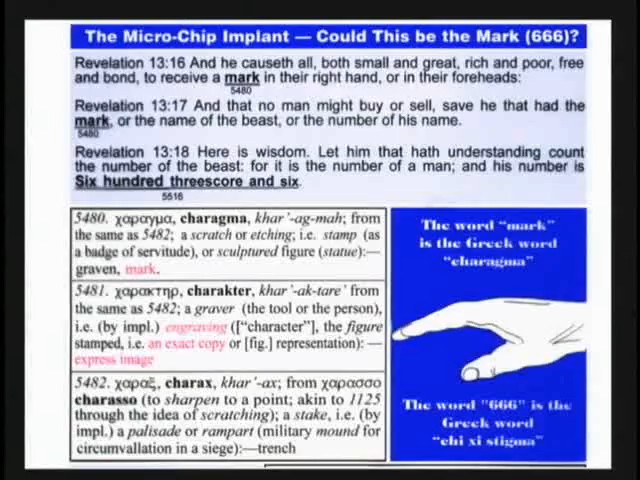 The Micro-Chip Implant — Could This be the Mark (666)?
Revelation 13:16 And he causeth all, both small and great, rich and poor, free
and bond, to receive a mark in their right hand, or in their foreheads:
5480
Revelation 13:17 And that no man might buy or sell, save he that had the
mark, or the name of the beast, or the number of his name.
5480
Revelation 13:18 Here is wisdom. Let him that hath understanding count
the number of the beast: for it is the number of a man; and his number is
Six hundred threescore and six.
5516
5480. χαραγμα, charagma, khar'-ag-mah; from
the same as 5482; a scratch or etching; i.e. stamp (as
a badge of servitude), or sculptured figure (statue):—
graven, mark.
5481. χαρακτηρ, charakter, khar'-ak-tare' from
the same as 5482; a graver (the tool or the person),
i.e. (by impl.) engraving (["character"], the figure
stamped, i.e. an exact copy or [fig.] representation): —
express image
5482. χαραξ, charax, khar'-ax; from χαρασσο
charasso (to sharpen to a point; akin to 1125
through the idea of scratching); a stake, i.e. (by
impl.) a palisade or rampart (military mound for
circumvallation in a siege):—trench
The word "mark"
is the Greek word
"charagma"
The word "666" is the
Greek word
"chi xi stigma"